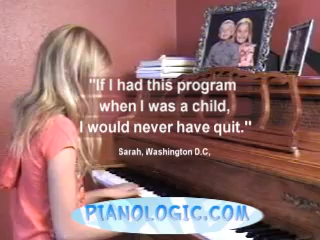 "If I had this program
when I was a child,
I would never have quit."
Sarah, Washington D.C,
PIANOLOGIC.COM